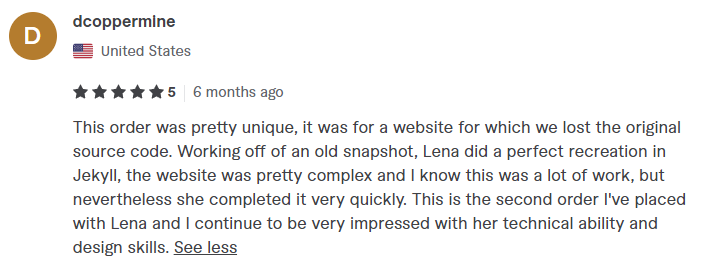 D
dcoppermine
United States
5
6 months ago
This order was pretty unique, it was for a website for which we lost the original
source code. Working off of an old snapshot, Lena did a perfect recreation in
Jekyll, the website was pretty complex and I know this was a lot of work, but
nevertheless she completed it very quickly. This is the second order I've placed
with Lena and I continue to be very impressed with her technical ability and
design skills. See less